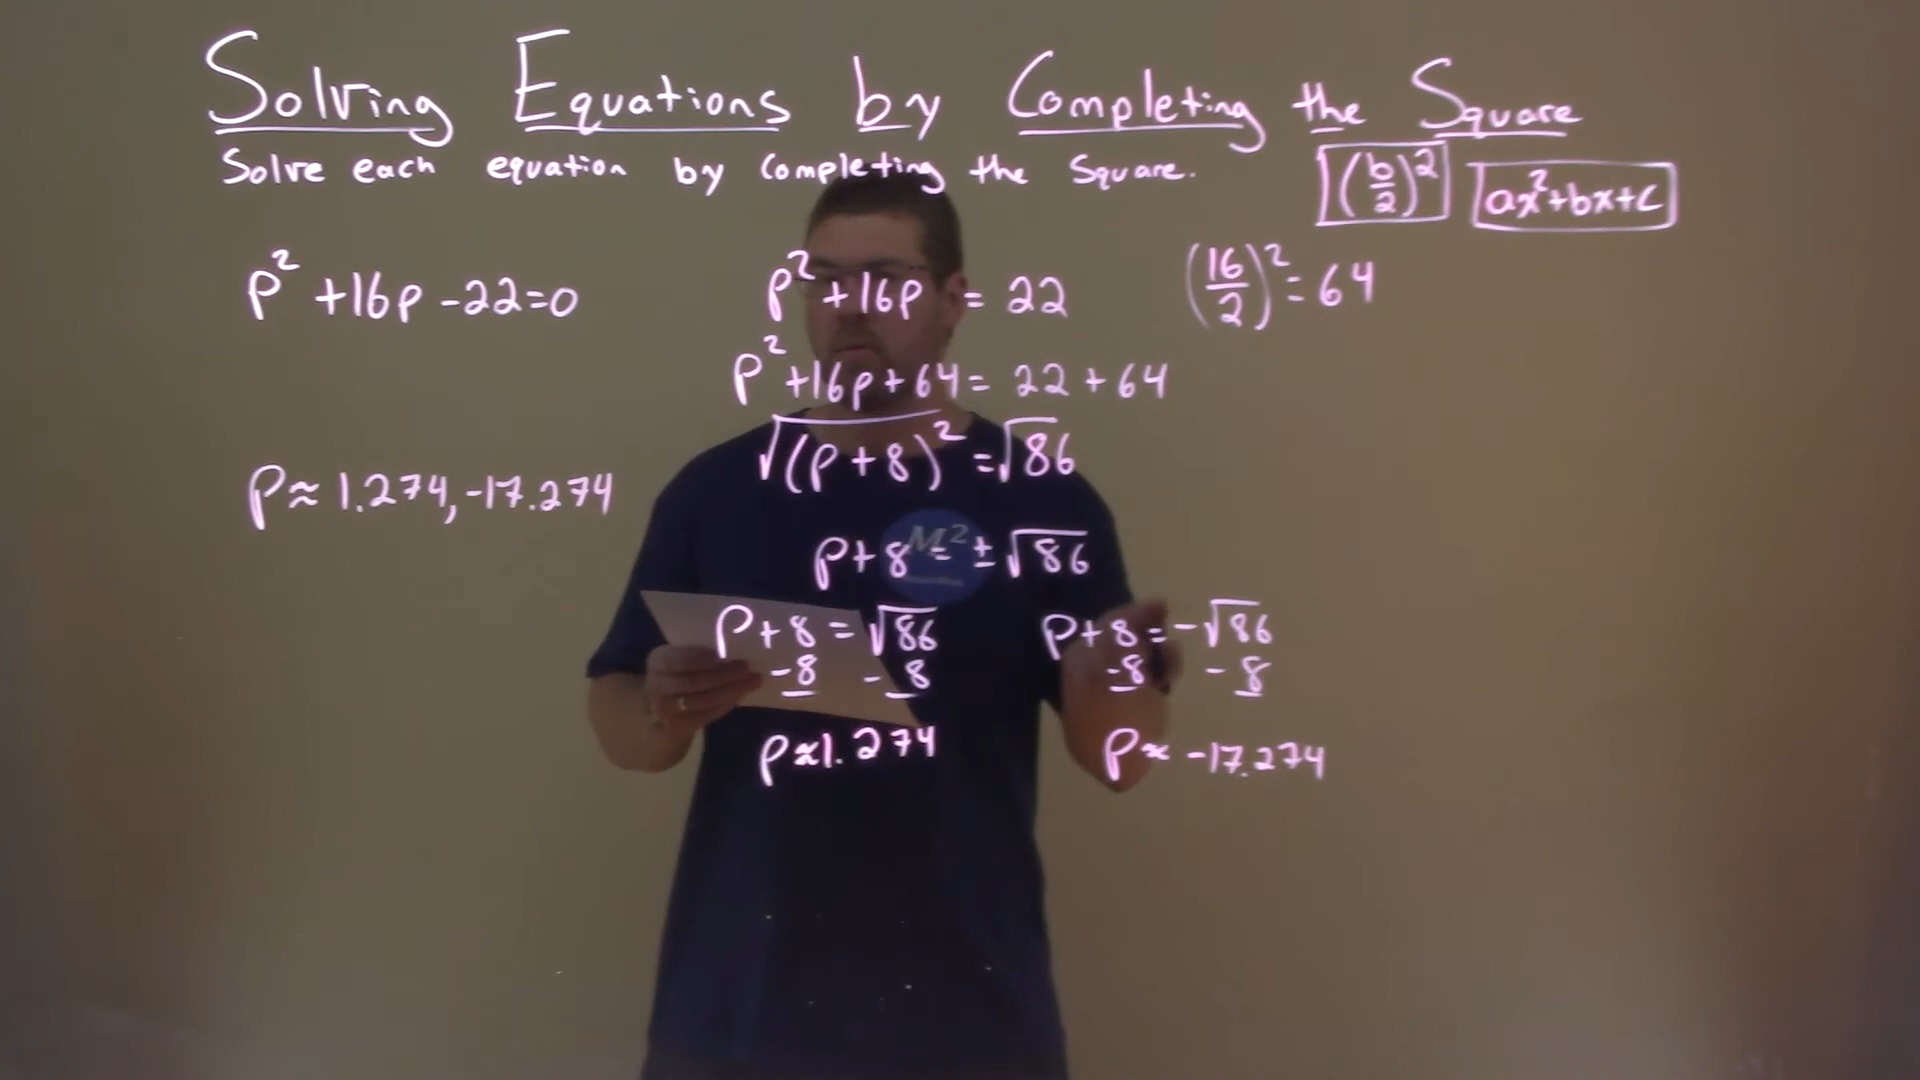 Solving Equations by Completing the Square
Solve each equation by Completing the Square.
(b/2)² ax²+bx+c
p²+16p-22=0
p≈1.274,-17.274
p²+16p = 22
(16/2)²=64
p²+16p+64=22+64
√(p+8)²=√86
p+8=±√86
p+8=√86
-8 -8
p≈1.274
p+8=-√86
-8 -8
p≈-17.274
M²